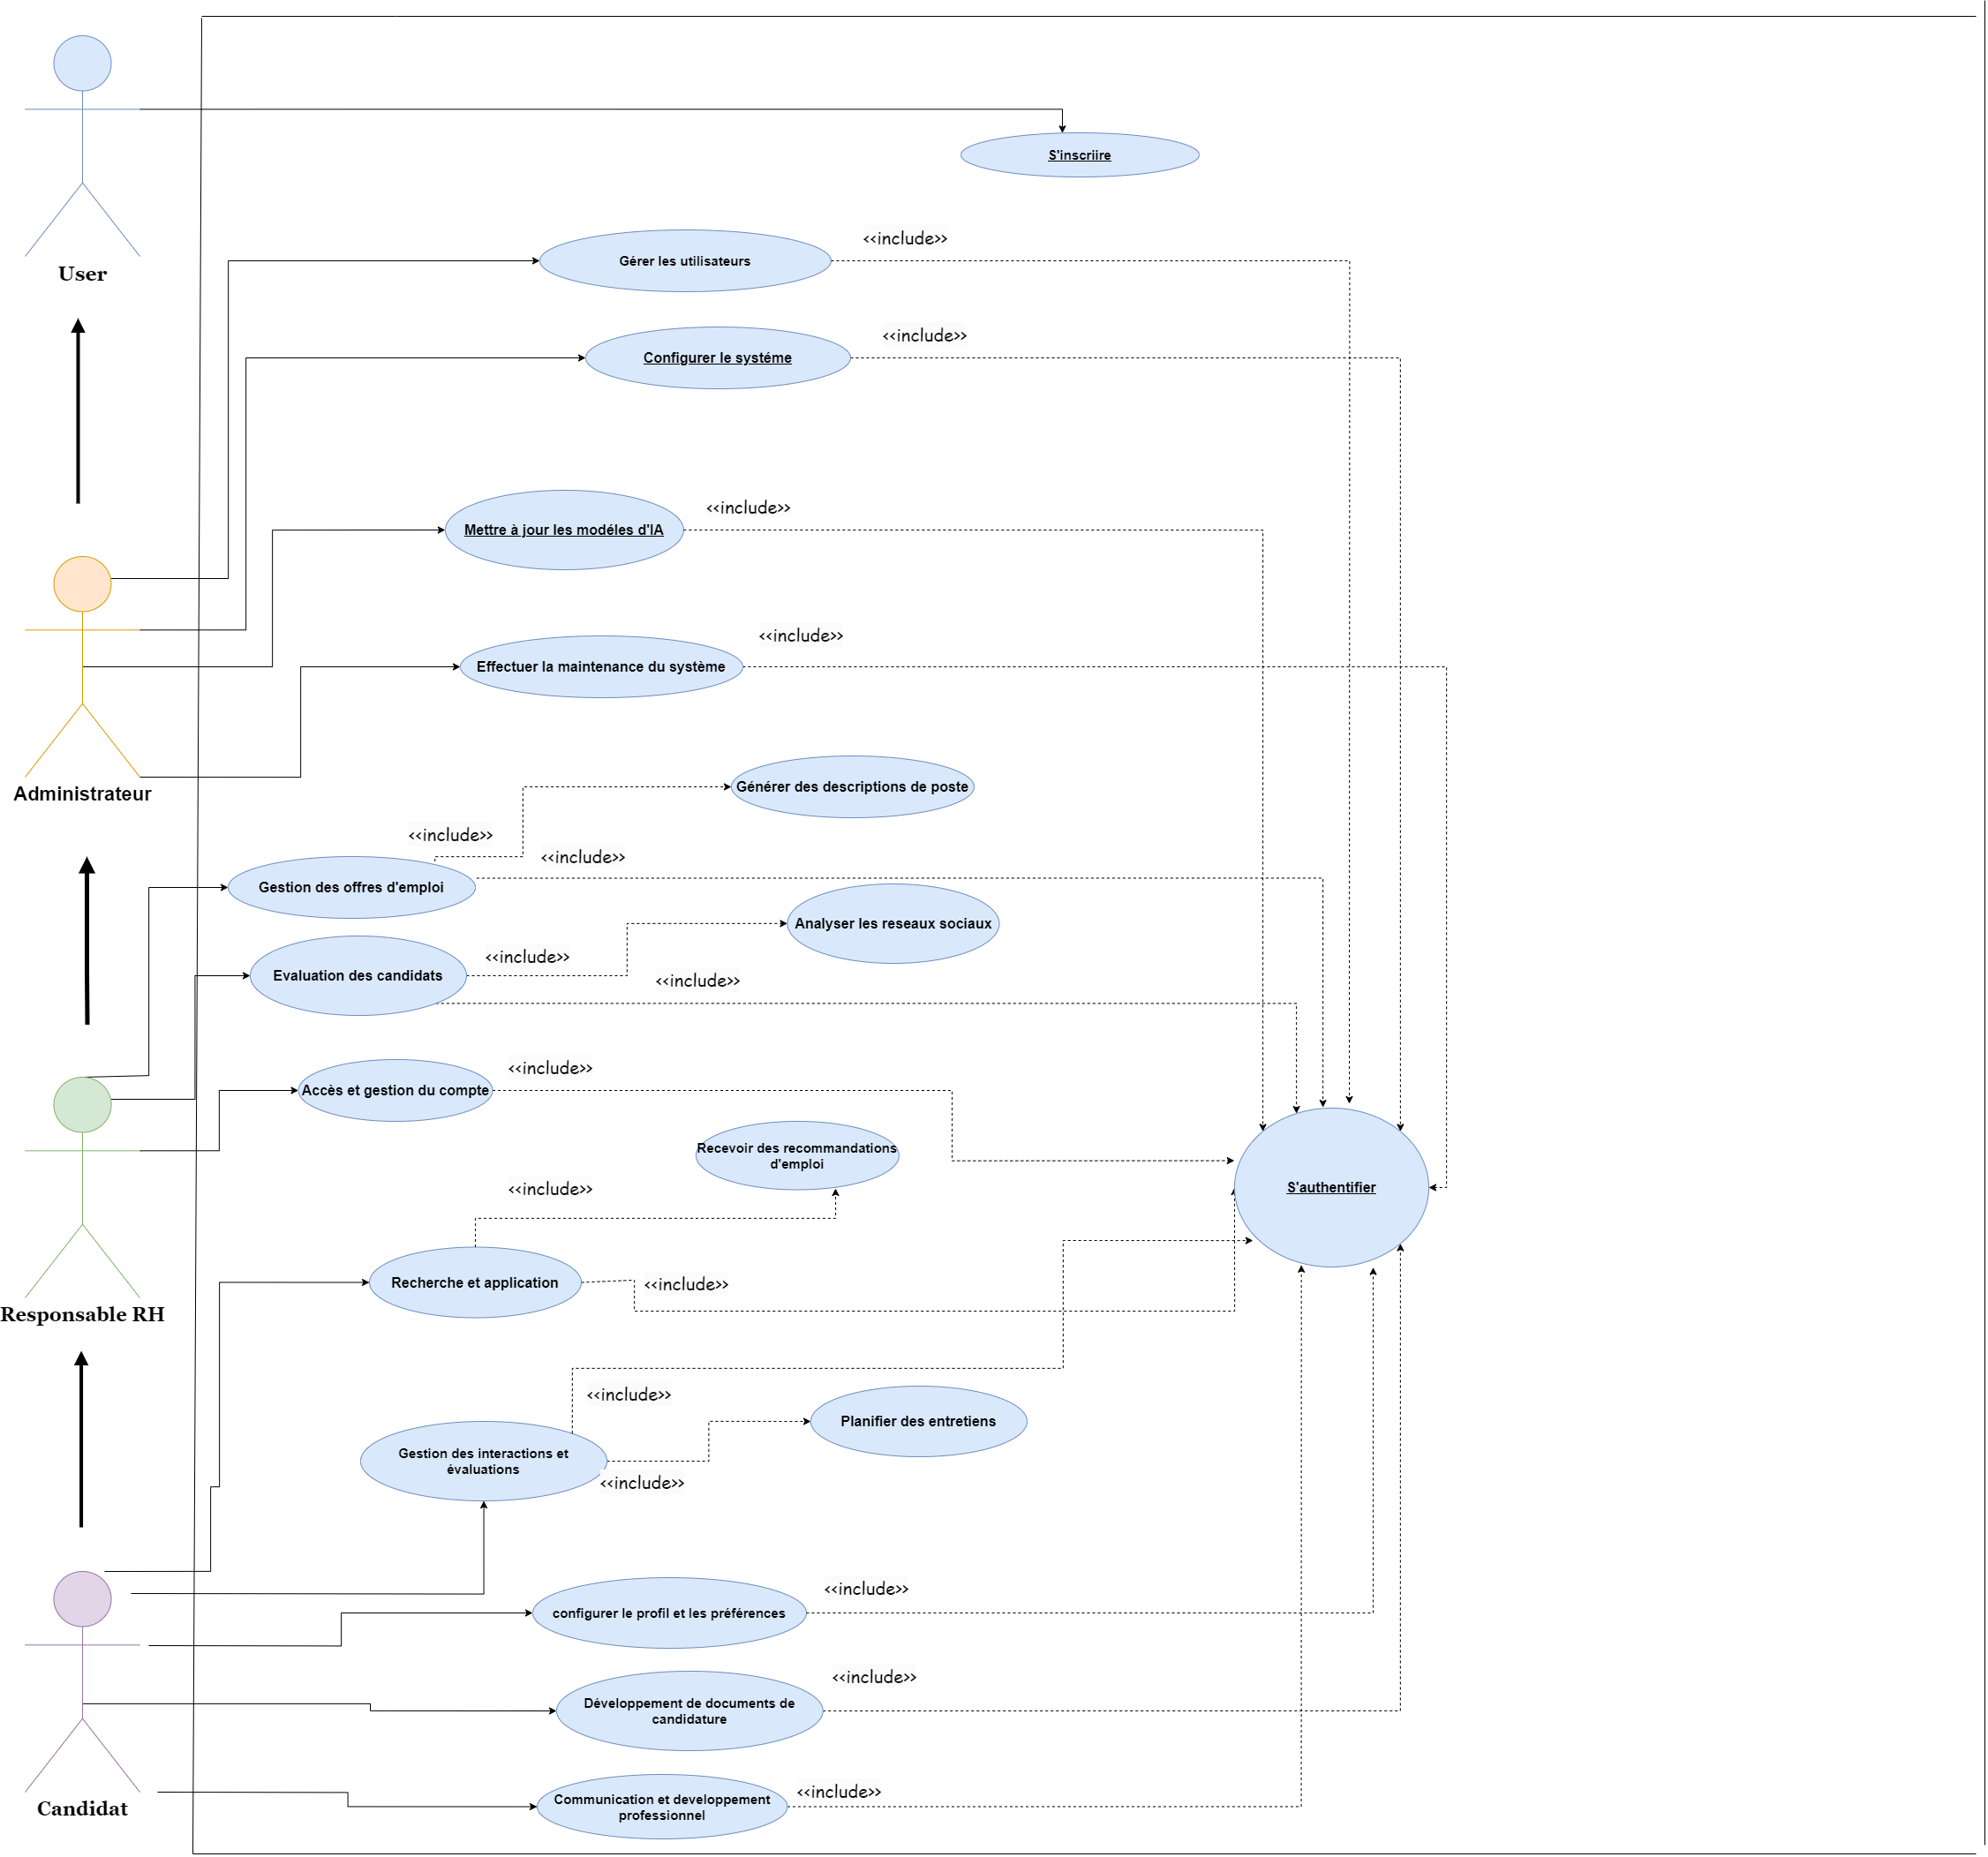 S'inscriire
<<include>>
Gérer les utilisateurs
User
<<include>>
Configurer le systéme
<<include>>
Mettre à jour les modéles d'IA
<<include>>
Effectuer la maintenance du système
Générer des descriptions de poste
Administrateur
<<include>>
<<include>>
Gestion des offres d'emploi
Analyser les reseaux sociaux
<<include>>
Evaluation des candidats
<<include>>
<<include>>
Accès et gestion du compte
Recevoir des recommandations
d'emploi
<<include>>
S'authentifier
Recherche et application
<<include>>
Responsable RH
<<include>>
Planifier des entretiens
Gestion des interactions et
évaluations
<<include>>
<<include>>
configurer le profil et les préférences
<<include>>
Développement de documents de
candidature
<<include>>
Communication et developpement
professionnel
Candidat